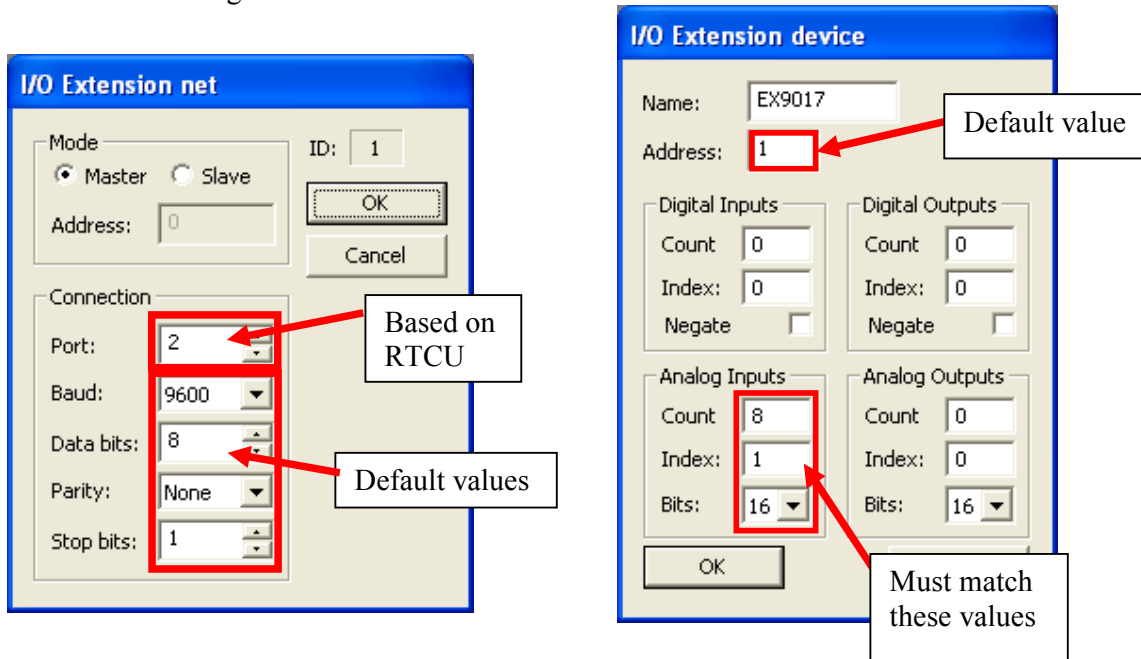 I/O Extension net
Mode
Master Slave
Address: 0
ID: 1
OK
Cancel
Connection
Port: 2
Baud: 9600
Data bits: 8
Parity: None
Stop bits: 1
Based on
RTCU
Default values
I/O Extension device
Name: EX9017
Address: 1
Default value
Digital Inputs
Count 0
Index: 0
Negate
Digital Outputs
Count 0
Index: 0
Negate
Analog Inputs
Count 8
Index: 1
Bits: 16
Analog Outputs
Count 0
Index: 0
Bits: 16
OK
Must match
these values